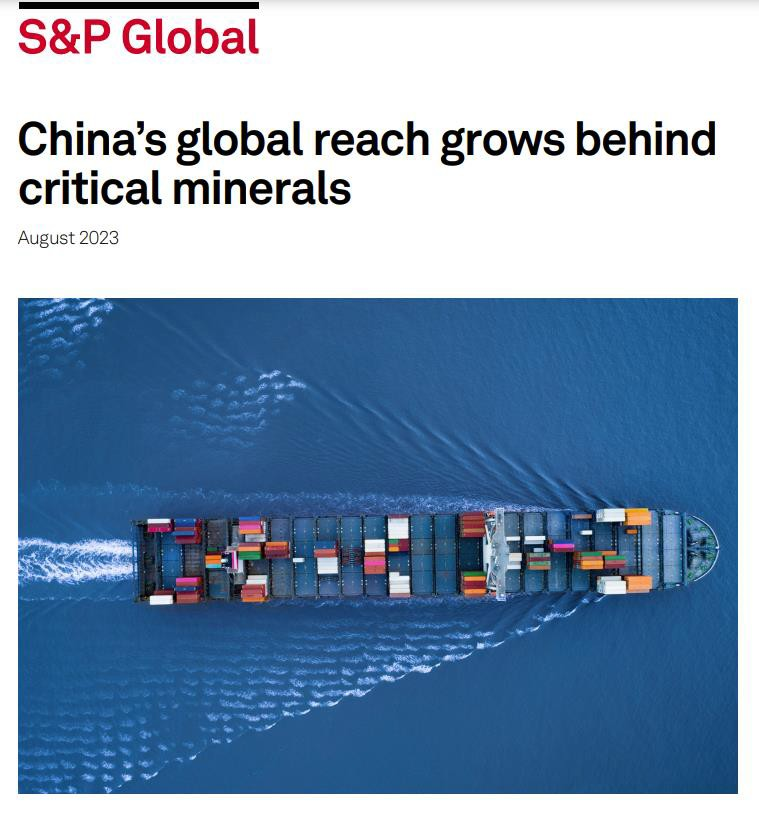 S&P Global
China’s global reach grows behind
critical minerals
August 2023